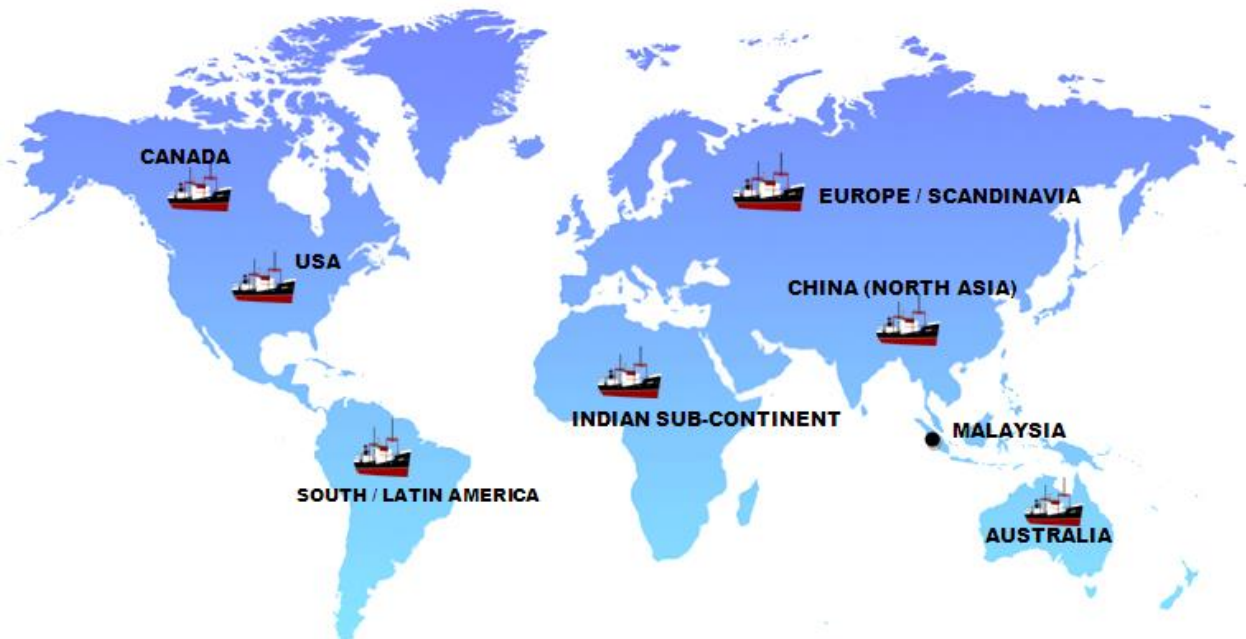 CANADA
EUROPE / SCANDINAVIA
USA
CHINA (NORTH ASIA)
INDIAN SUB-CONTINENT
MALAYSIA
SOUTH / LATIN AMERICA
AUSTRALIA